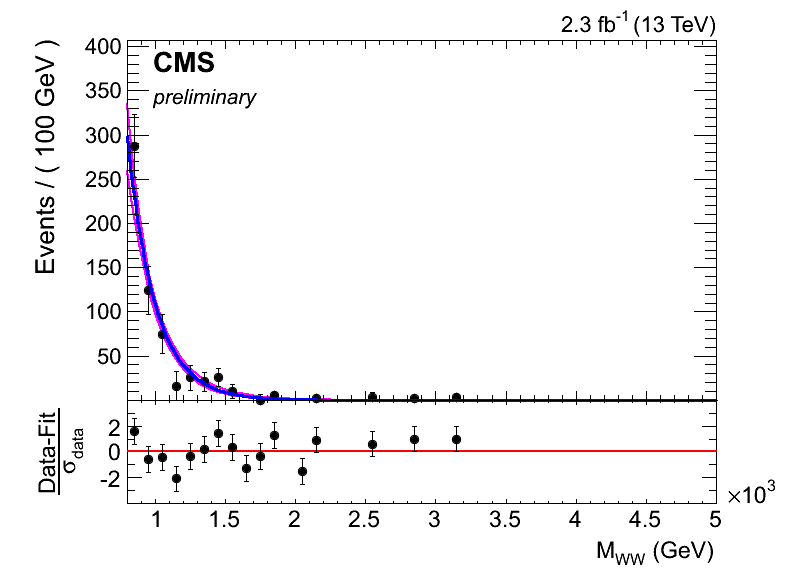 2.3 fb⁻¹ (13 TeV)
CMS
preliminary
Events / ( 100 GeV )
400
350
300
250
200
150
100
50
Data-Fit
σdata
2
0
-2
1 1.5 2 2.5 3 3.5 4 4.5 5
×10³
M_WW (GeV)